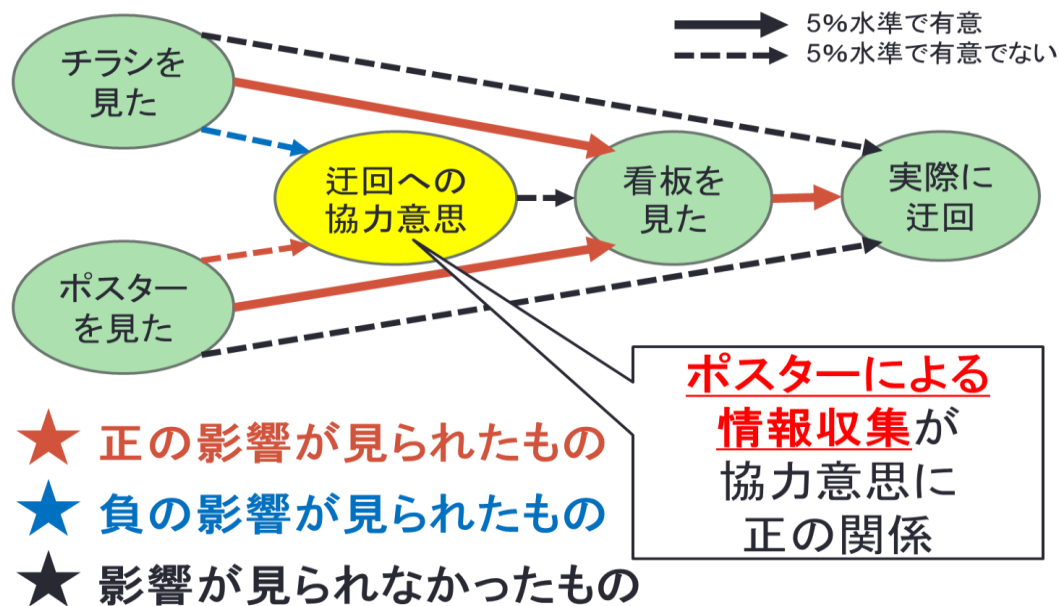 5%水準で有意
5%水準で有意でない
チラシを
見た
迂回への
協力意思
看板を
見た
実際に
迂回
ポスター
を見た
ポスターによる
情報収集が
協力意思に
正の関係
★ 正の影響が見られたもの
★ 負の影響が見られたもの
★ 影響が見られなかったもの